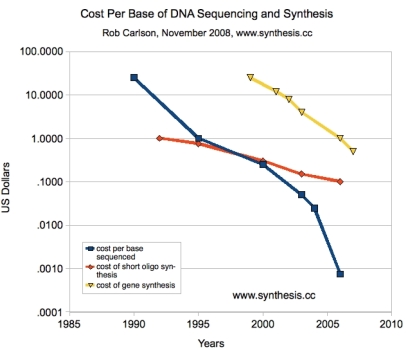 Cost Per Base of DNA Sequencing and Synthesis
Rob Carlson, November 2008, www.synthesis.cc
100.0000
10.0000
1.0000
.1000
.0100
.0010
.0001
US Dollars
cost per base
sequenced
cost of short oligo syn-
thesis
cost of gene synthesis
www.synthesis.cc
1985
1990
1995
2000
2005
2010
Years